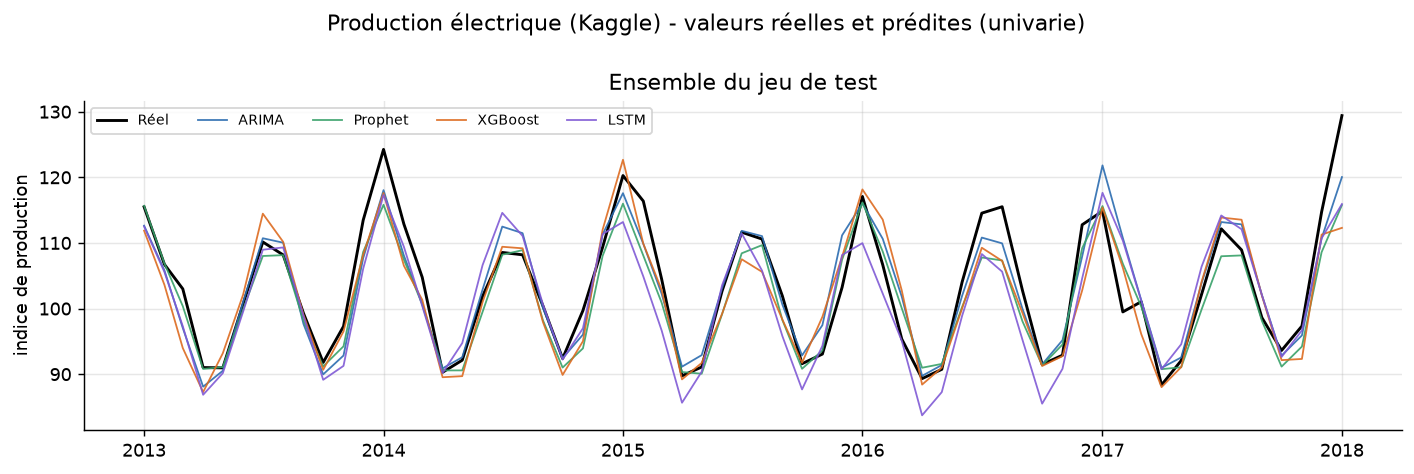 Production électrique (Kaggle) - valeurs réelles et prédites (univarie)
Ensemble du jeu de test
Réel ARIMA Prophet XGBoost LSTM
indice de production
130
120
110
100
90
2013 2014 2015 2016 2017 2018